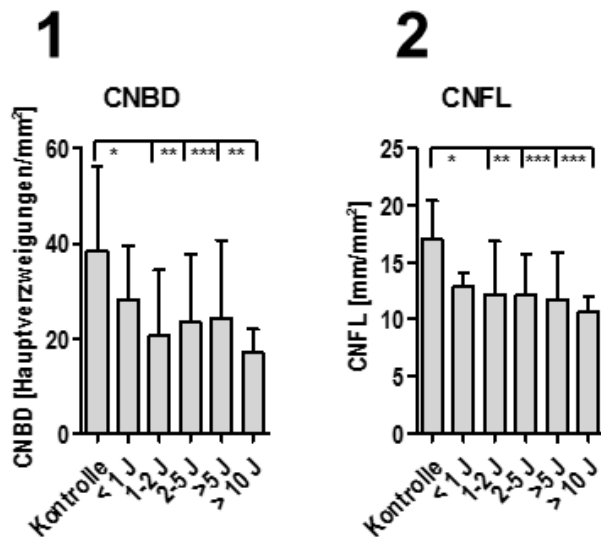 1
CNBD
CNBD [Hauptverzweigungen/mm²]
60
40
20
0
* ** *** **
Kontrolle
< 1 J
1-2 J
2-5 J
>5 J
> 10 J
2
CNFL
CNFL [mm/mm²]
25
20
15
10
5
0
* ** *** ***
Kontrolle
< 1 J
1-2 J
2-5 J
>5 J
> 10 J